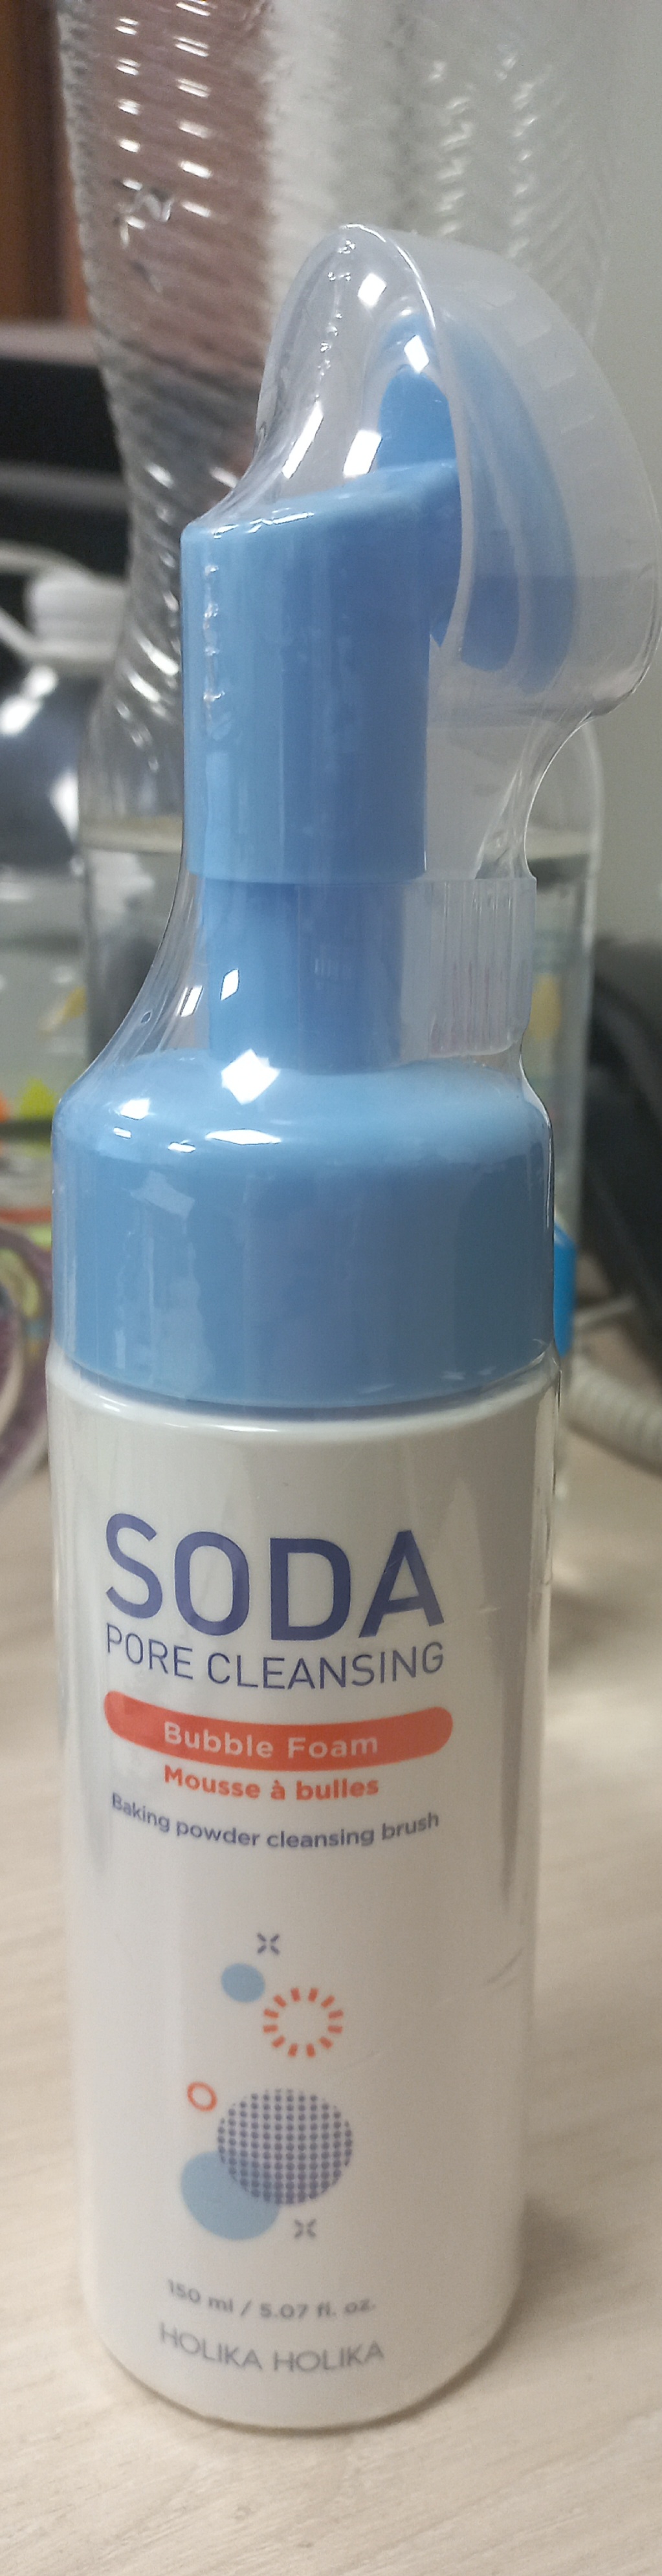 SODA
PORE CLEANSING
Bubble Foam
Mousse à bulles
Baking powder cleansing brush
150 ml / 5.07 fl. oz.
HOLIKA HOLIKA